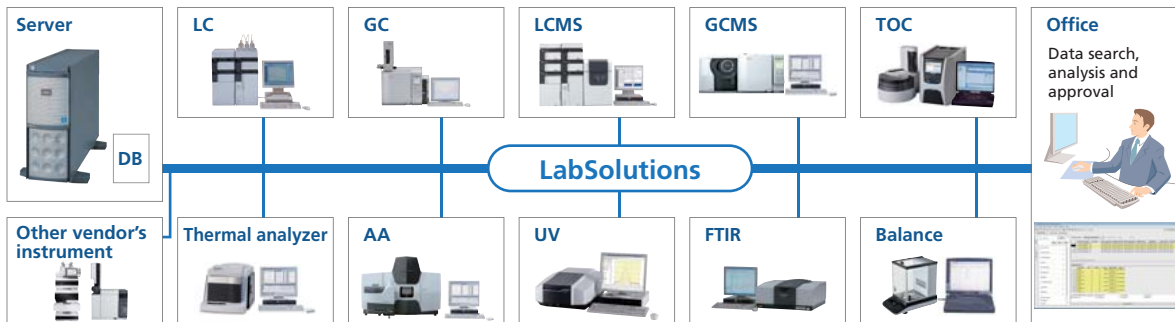 Server
LC
GC
LCMS
GCMS
TOC
Office
Data search,
analysis and
approval
DB
LabSolutions
Other vendor's
instrument
Thermal analyzer
AA
UV
FTIR
Balance